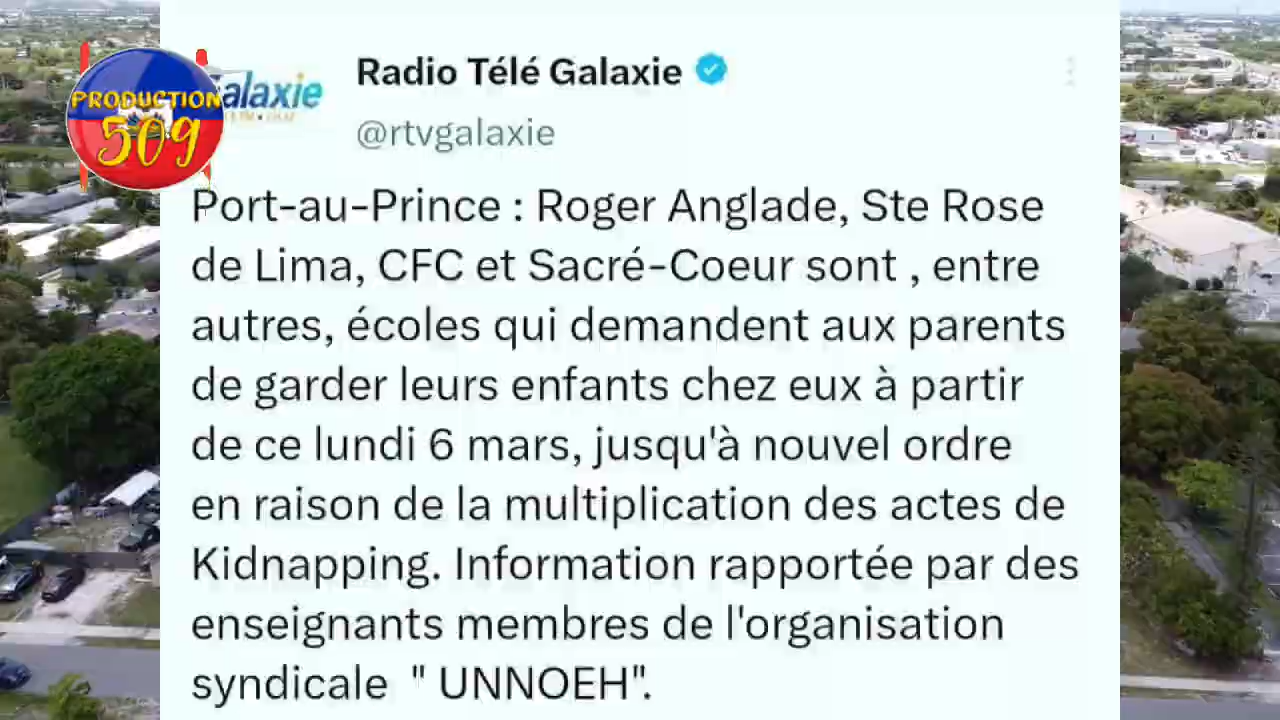 PRODUCTION
509
alaxie
Radio Télé Galaxie
@rtvgalaxie
Port-au-Prince : Roger Anglade, Ste Rose
de Lima, CFC et Sacré-Coeur sont , entre
autres, écoles qui demandent aux parents
de garder leurs enfants chez eux à partir
de ce lundi 6 mars, jusqu'à nouvel ordre
en raison de la multiplication des actes de
Kidnapping. Information rapportée par des
enseignants membres de l'organisation
syndicale " UNNOEH".